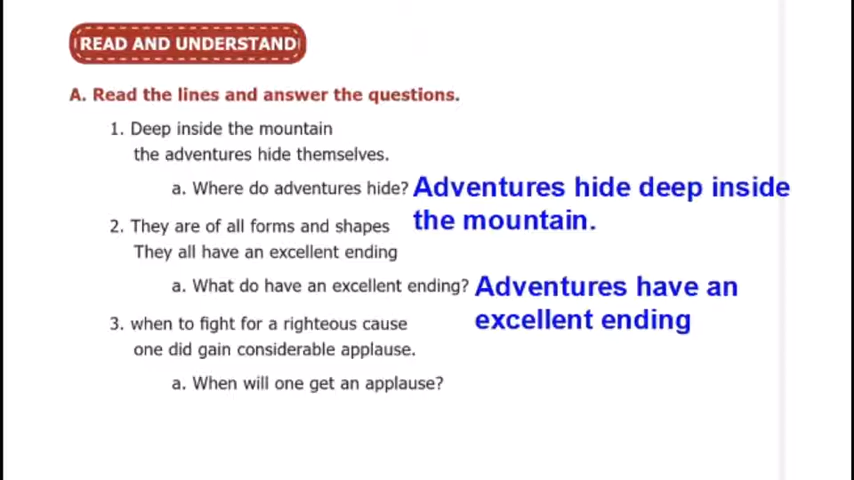 READ AND UNDERSTAND
A. Read the lines and answer the questions.
1. Deep inside the mountain
the adventures hide themselves.
a. Where do adventures hide? Adventures hide deep inside
the mountain.
2. They are of all forms and shapes
They all have an excellent ending
a. What do have an excellent ending? Adventures have an
excellent ending
3. when to fight for a righteous cause
one did gain considerable applause.
a. When will one get an applause?